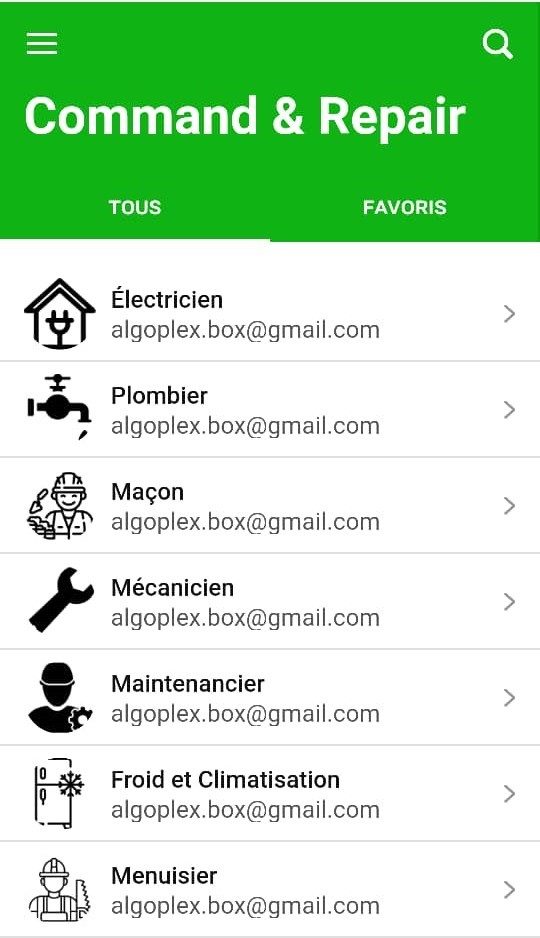 Command & Repair
TOUS
FAVORIS
Électricien
algoplex.box@gmail.com
Plombier
algoplex.box@gmail.com
Maçon
algoplex.box@gmail.com
Mécanicien
algoplex.box@gmail.com
Maintenancier
algoplex.box@gmail.com
Froid et Climatisation
algoplex.box@gmail.com
Menuisier
algoplex.box@gmail.com